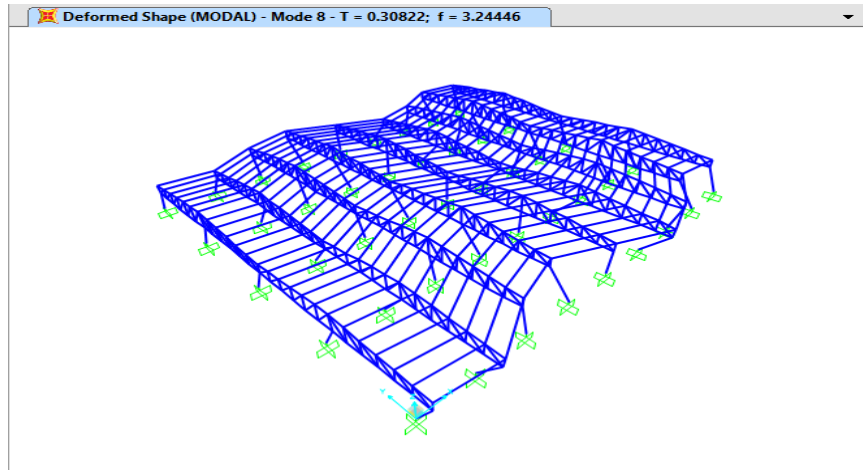 Deformed Shape (MODAL) - Mode 8 - T = 0.30822;  f = 3.24446